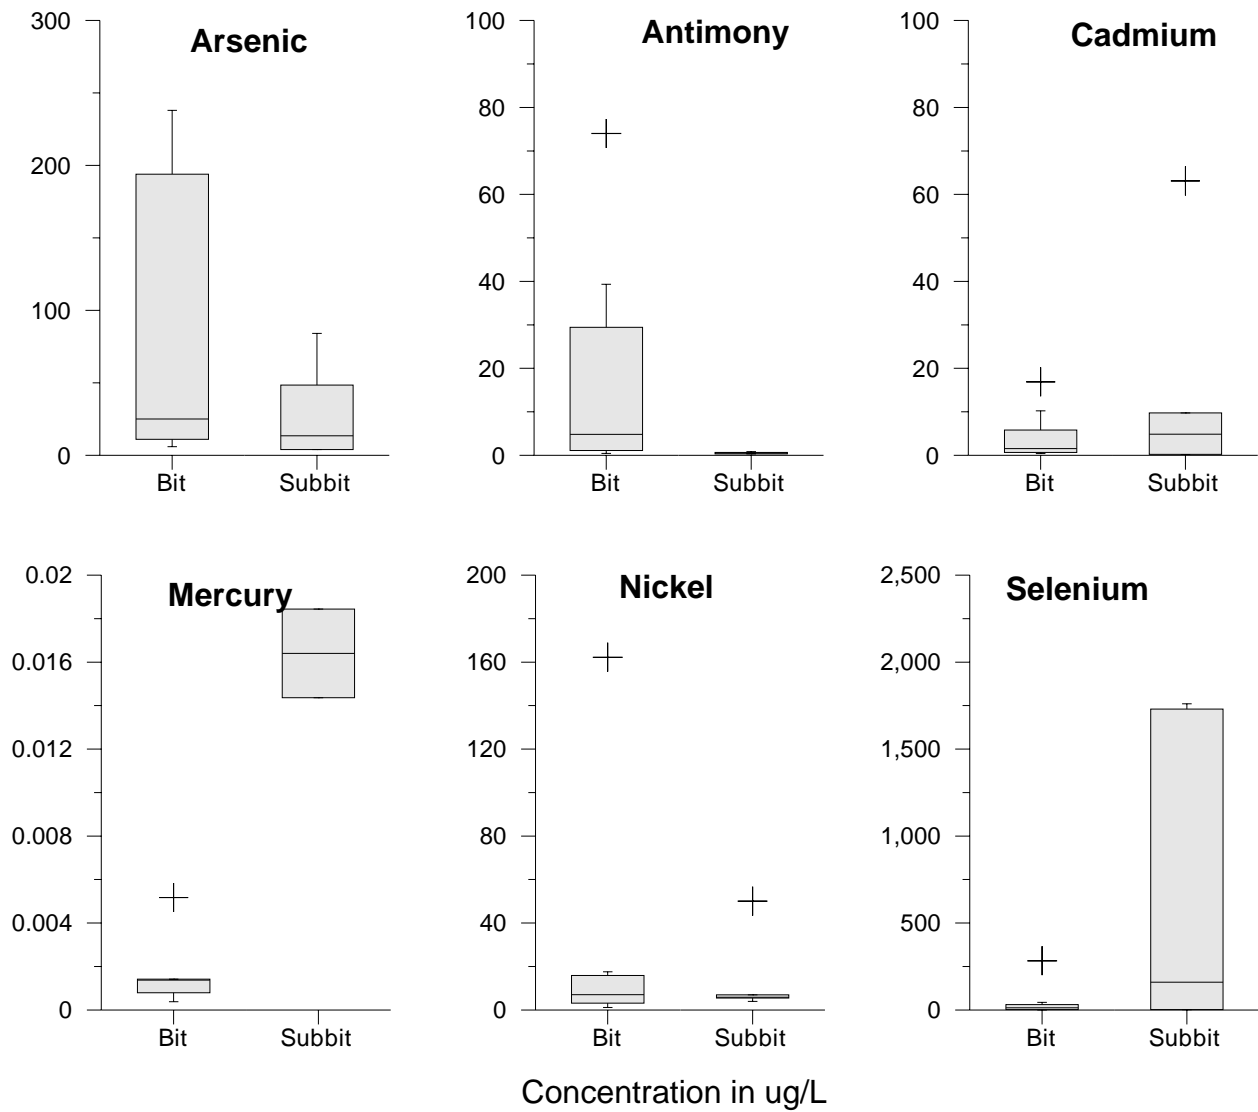 Arsenic
300
200
100
0
Bit Subbit
Antimony
100
80
60
40
20
0
Bit Subbit
Cadmium
100
80
60
40
20
0
Bit Subbit
Mercury
0.02
0.016
0.012
0.008
0.004
0
Bit Subbit
Nickel
200
160
120
80
40
0
Bit Subbit
Selenium
2,500
2,000
1,500
1,000
500
0
Bit Subbit
Concentration in ug/L